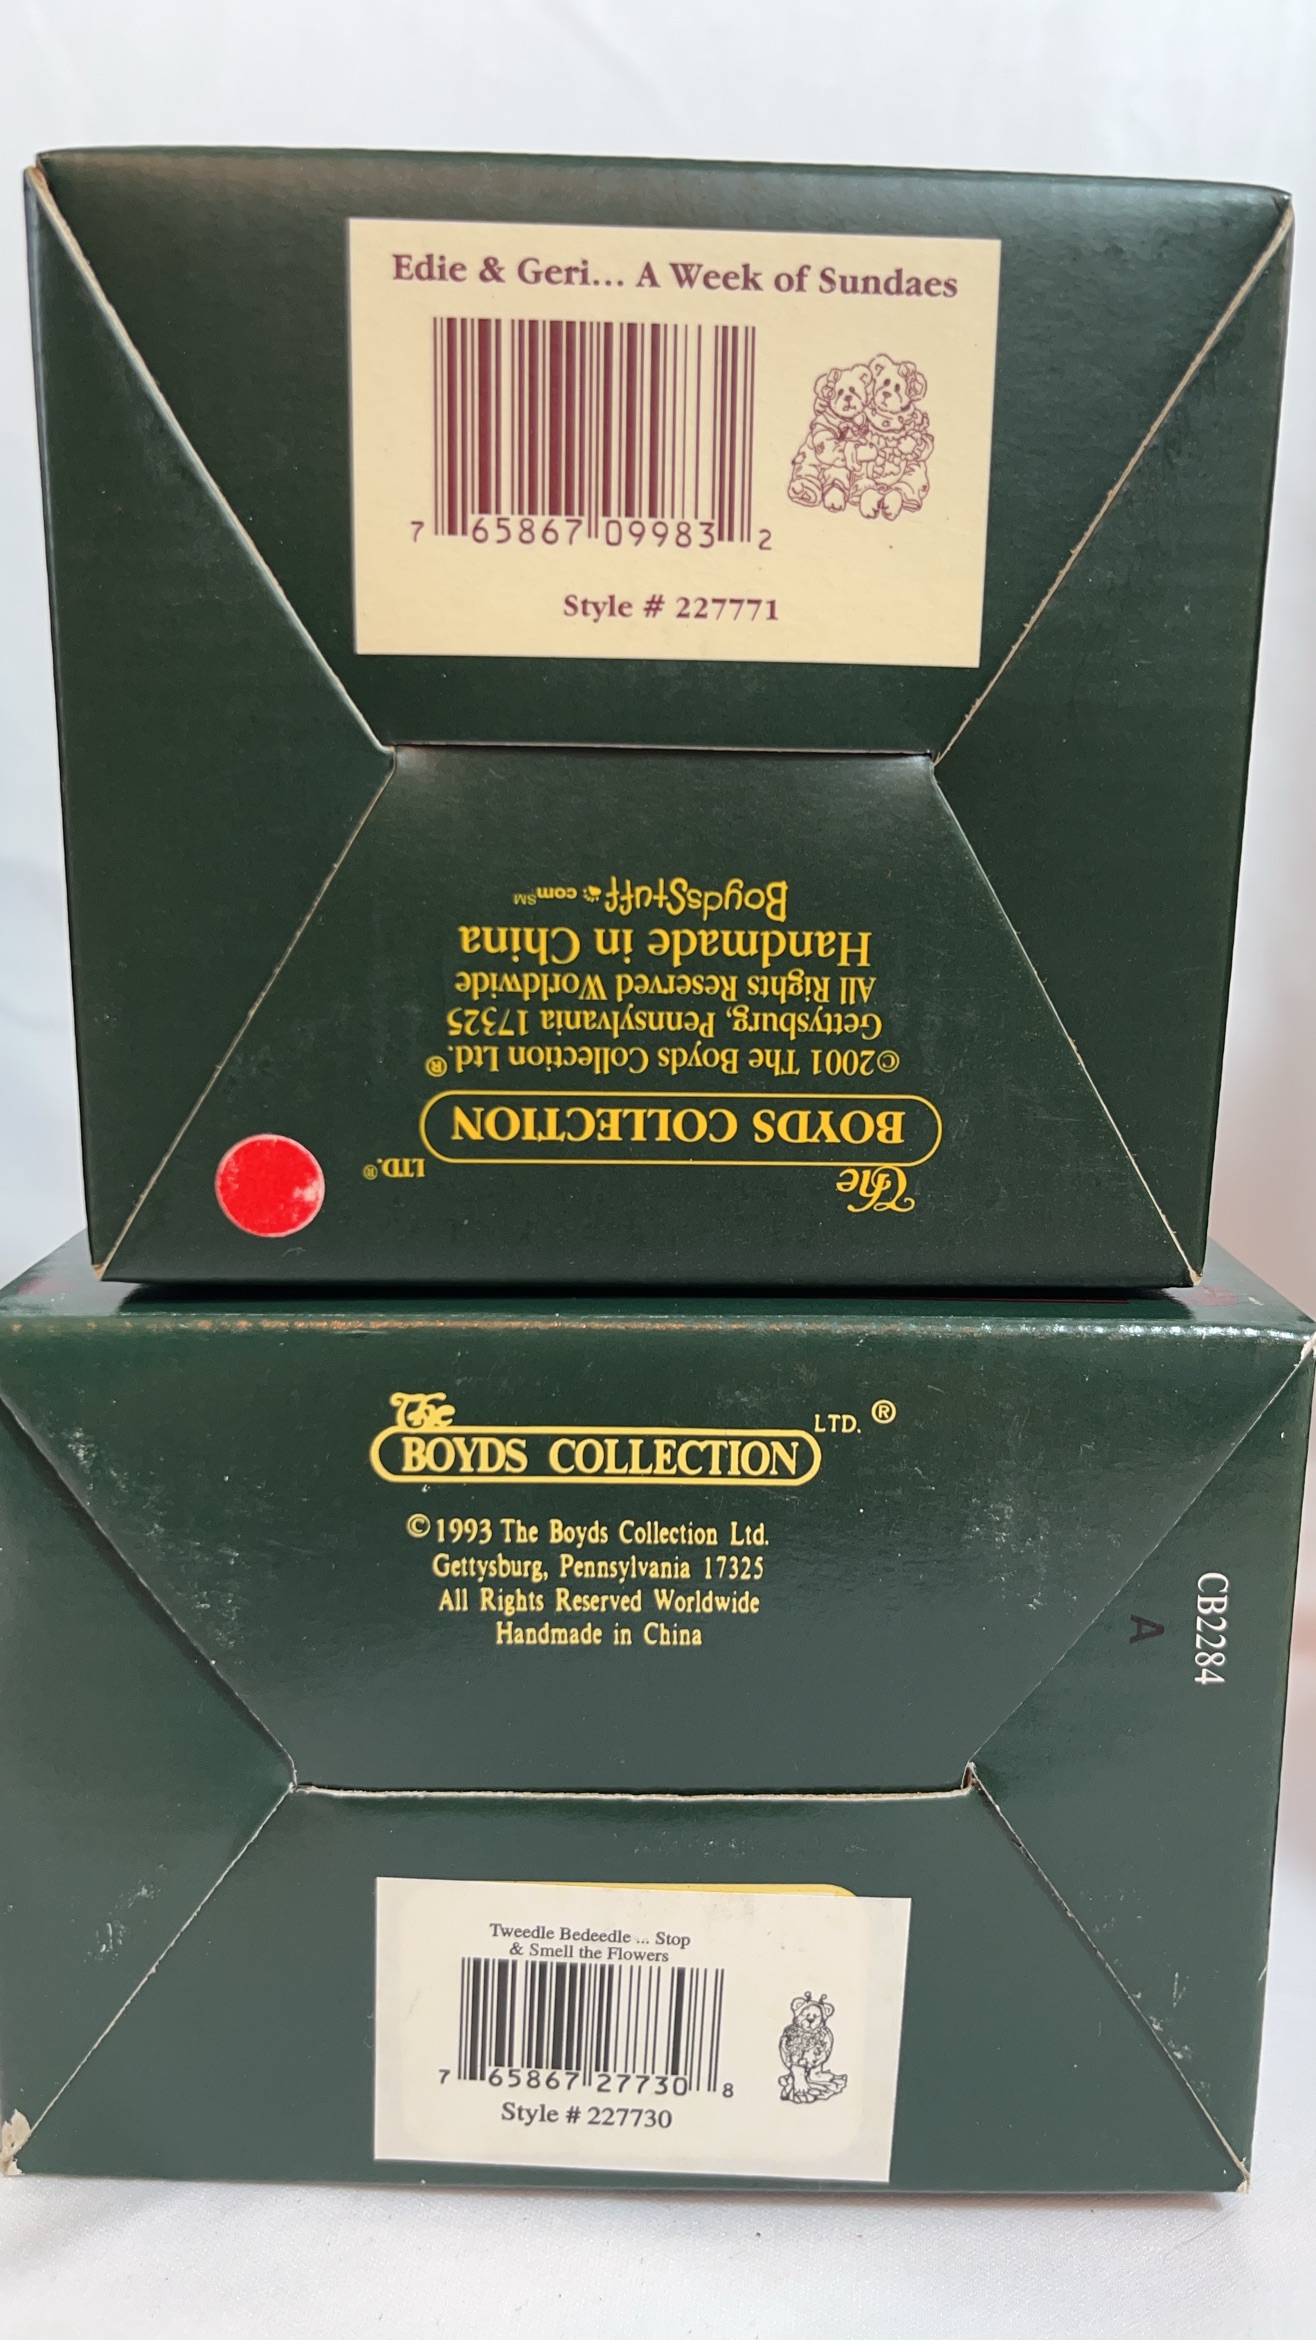 Edie & Geri... A Week of Sundaes
7 65867 09983 2
Style # 227771
The
BOYDS COLLECTION LTD.®
©2001 The Boyds Collection Ltd.®
Gettysburg, Pennsylvania 17325
All Rights Reserved Worldwide
Handmade in China
BoydsStuff.com℠
The
BOYDS COLLECTION LTD.®
©1993 The Boyds Collection Ltd.
Gettysburg, Pennsylvania 17325
All Rights Reserved Worldwide
Handmade in China
CB2284
A
Tweedle Bedeedle ... Stop
& Smell the Flowers
7 65867 27730 8
Style # 227730